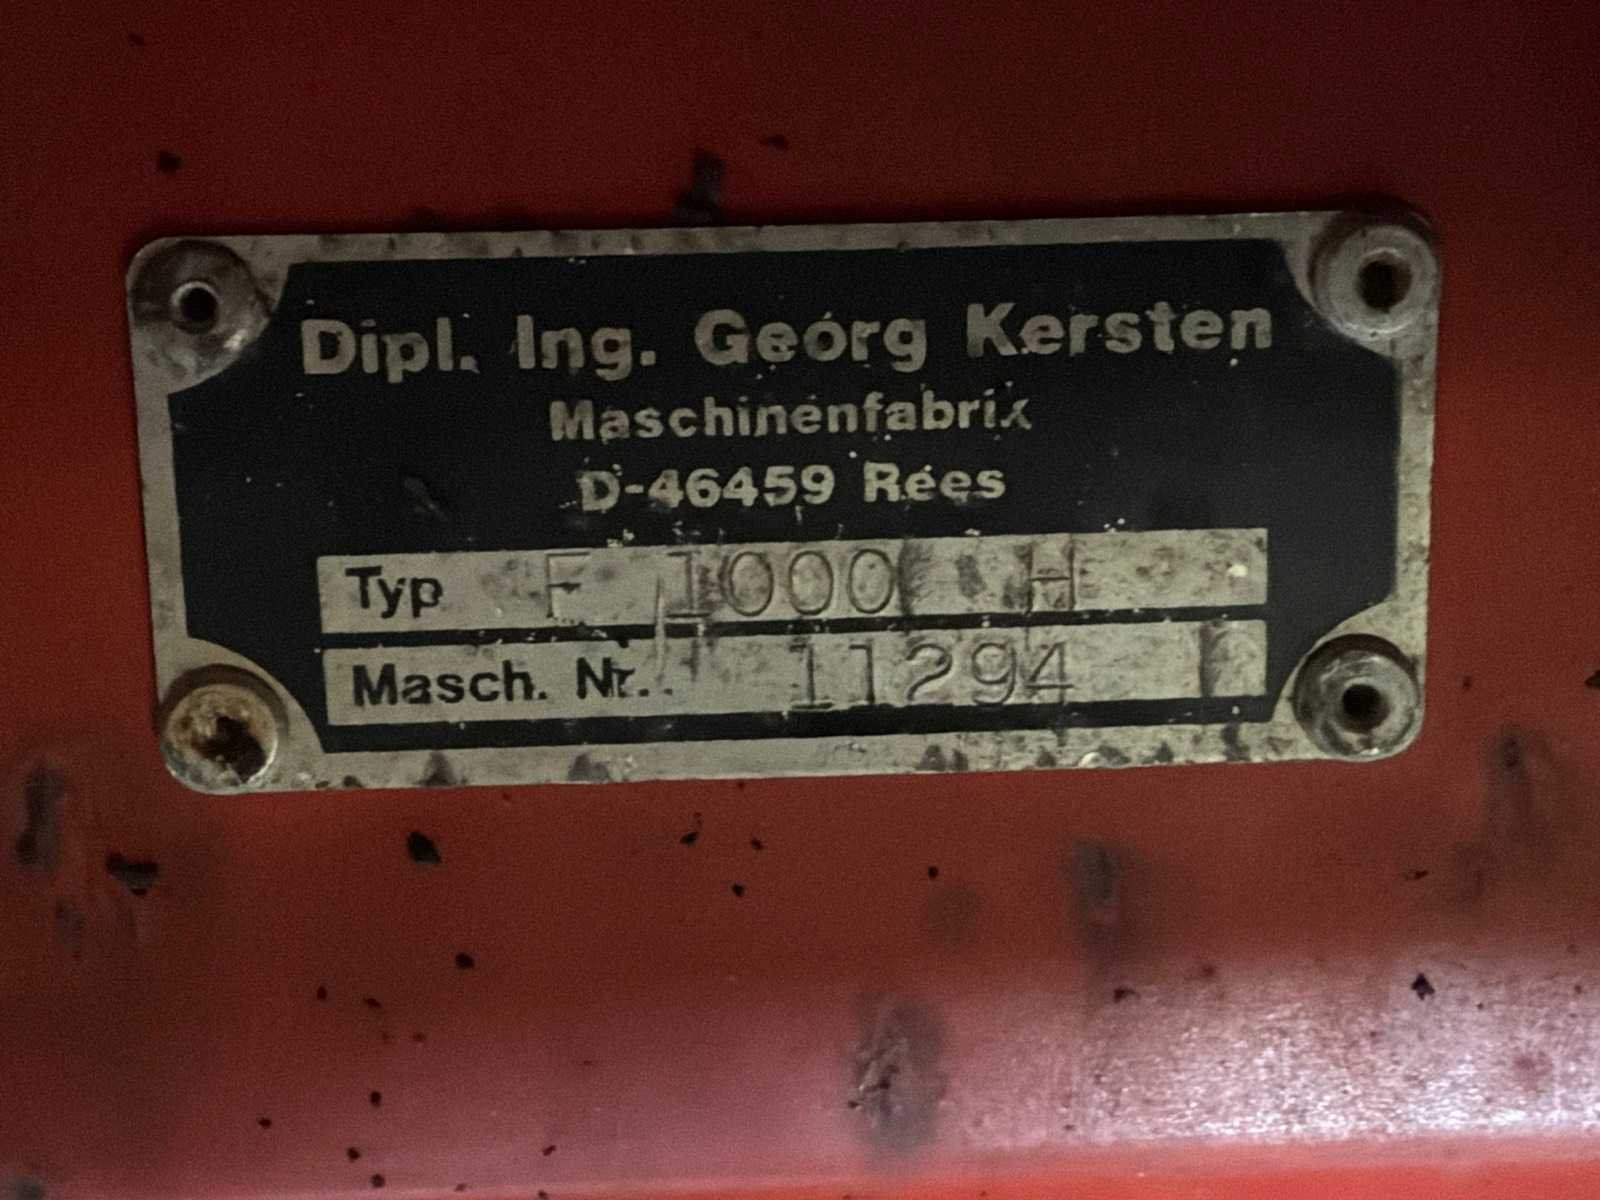 Dipl. Ing. Georg Kersten
Maschinenfabrik
D-46459 Rees
Typ F 1000 H
Masch. Nr.. 11294